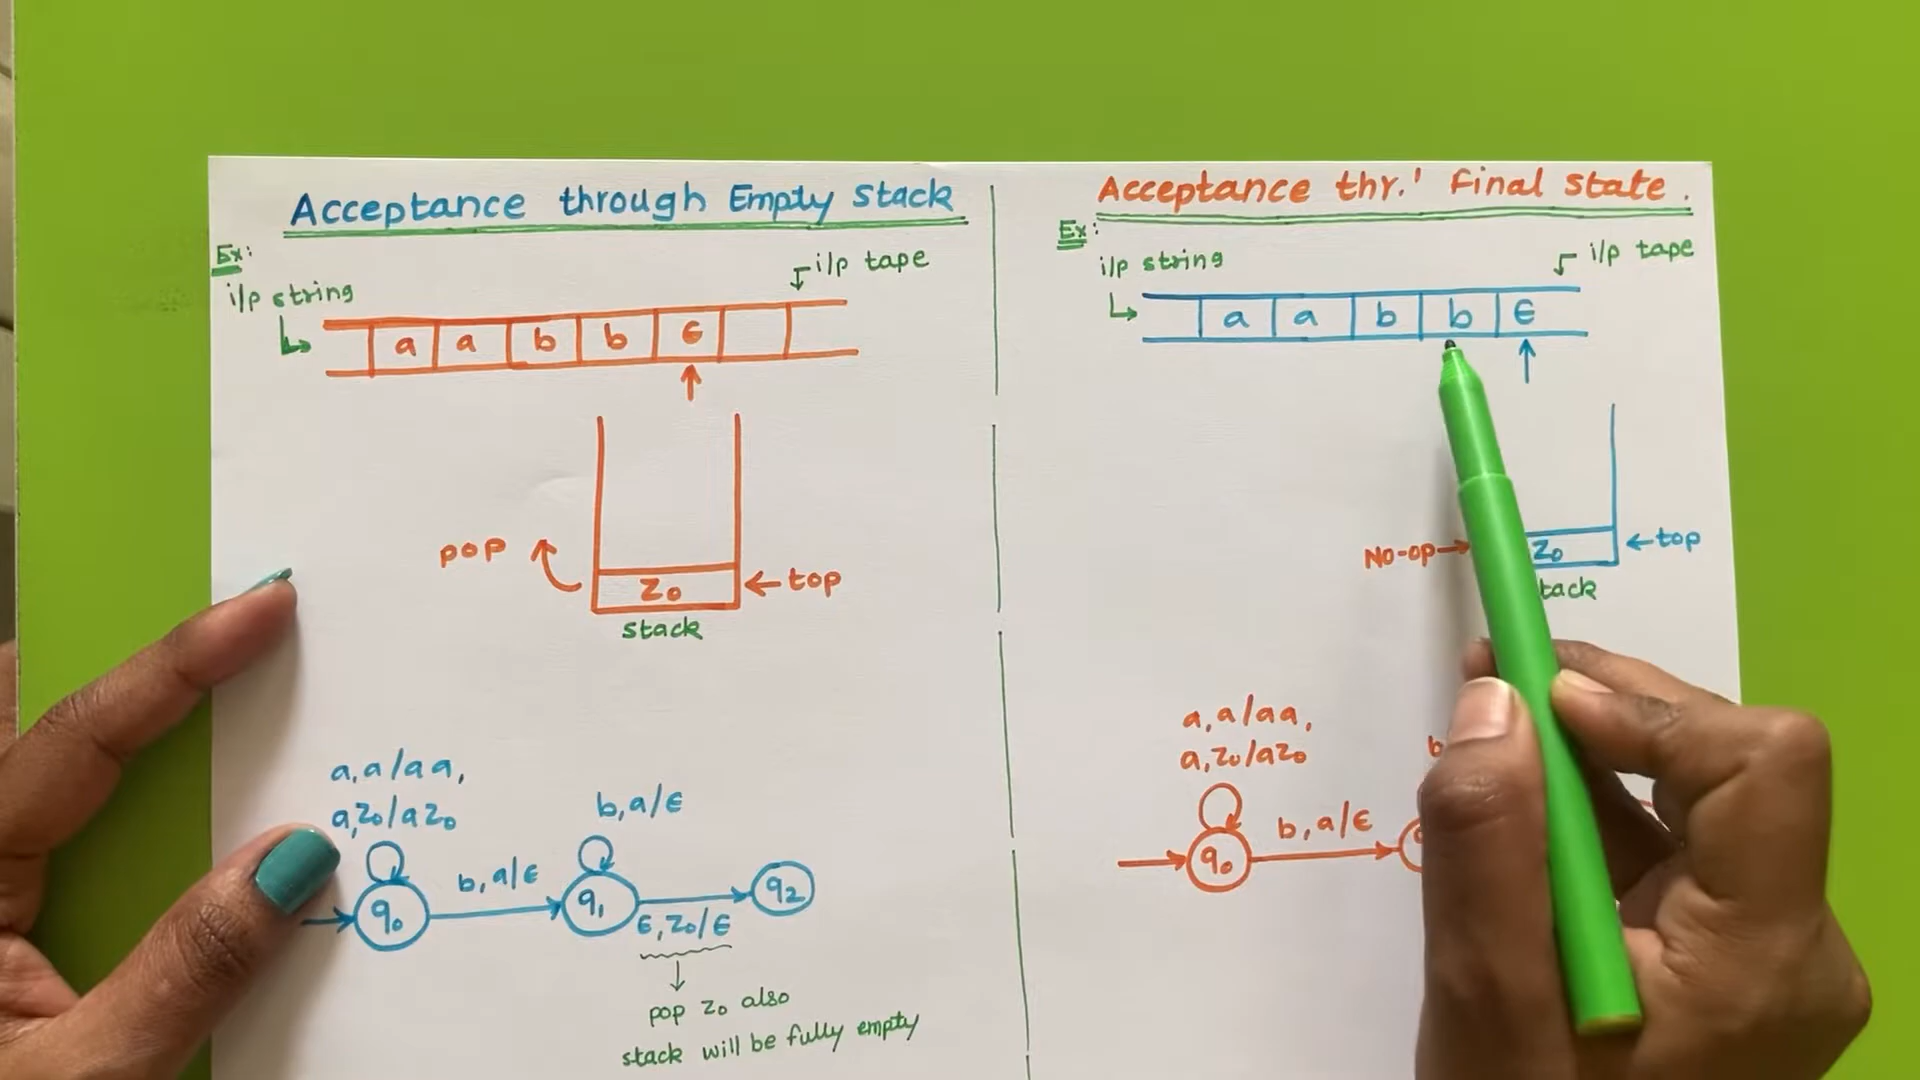 Acceptance through Empty Stack
Ex:
i/p string
i/p tape
a a b b ϵ
pop
Z₀
top
stack
a,a/aa,
a,Z₀/aZ₀
b,a/ϵ
b,a/ϵ
q₀
q₁
q₂
ϵ,Z₀/ϵ
pop Z₀ also
stack will be fully empty
Acceptance thr.' Final State.
Ex:
i/p string
i/p tape
a a b b ϵ
No-op
Z₀
top
tack
a,a/aa,
a,Z₀/aZ₀
b
b,a/ϵ
q₀